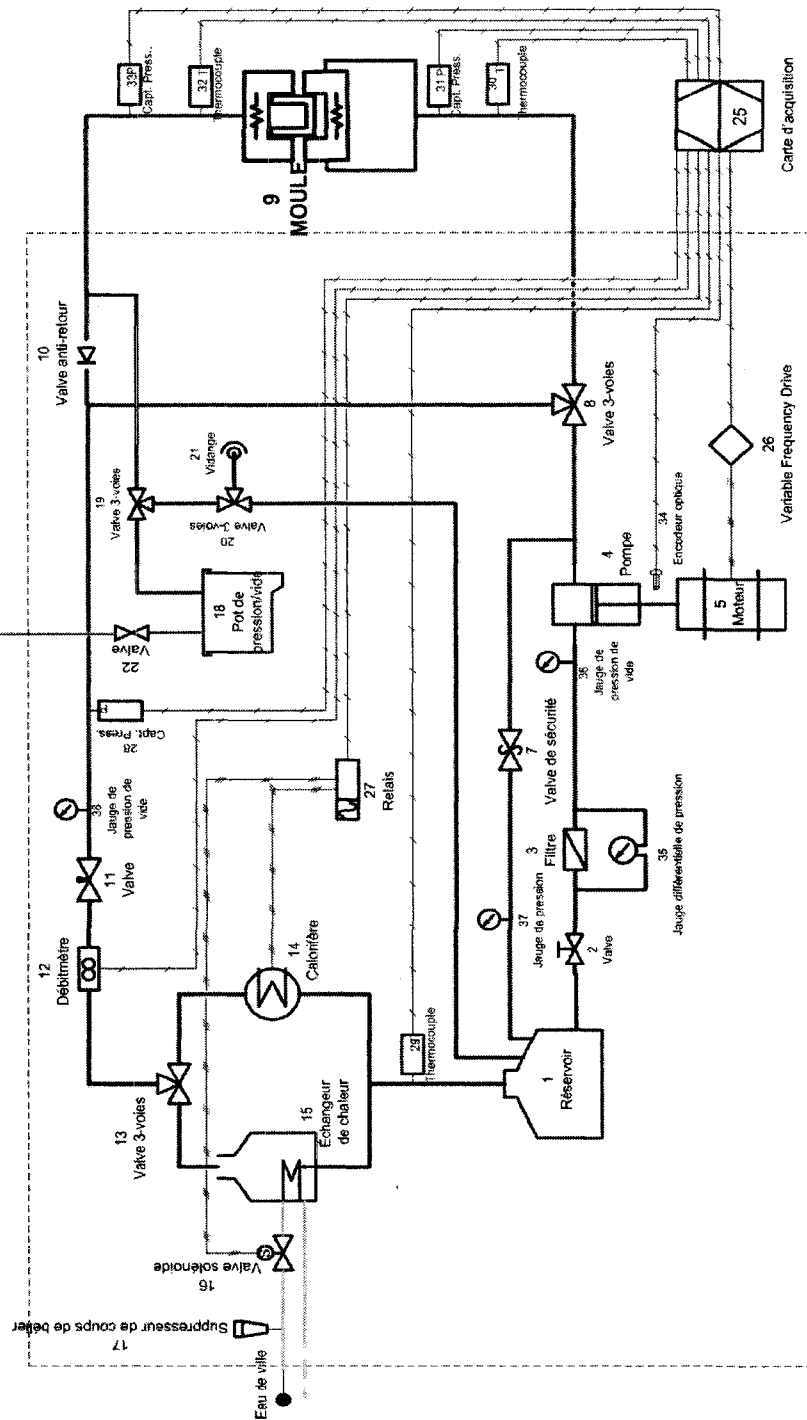 33P
Capt. Press..
32 T
Thermocouple
9
MOULE
31 P
Capt. Press.
30 T
Thermocouple
25
Carte d'acquisition
10
Valve anti-retour
19
Valve 3-voies
21
Vidange
20
Valve 3-voies
8
Valve 3-voies
26
Variable Frequency Drive
34
Encodeur optique
22
Valve
18
Pot de
pression/vide
4
Pompe
5
Moteur
36
Jauge de
pression de
vide
28
Capt. Press.
38
Jauge de
pression de
vide
27
Relais
7
Valve de sécurité
3
Filtre
35
Jauge différentielle de pression
11
Valve
12
Débitmètre
14
Calorifère
37
Jauge de pression
2
Valve
13
Valve 3-voies
15
Echangeur
de chaleur
29
Thermocouple
1
Réservoir
S
16
Valve solénoide
17
Suppresseur de coups de belier
Eau de ville